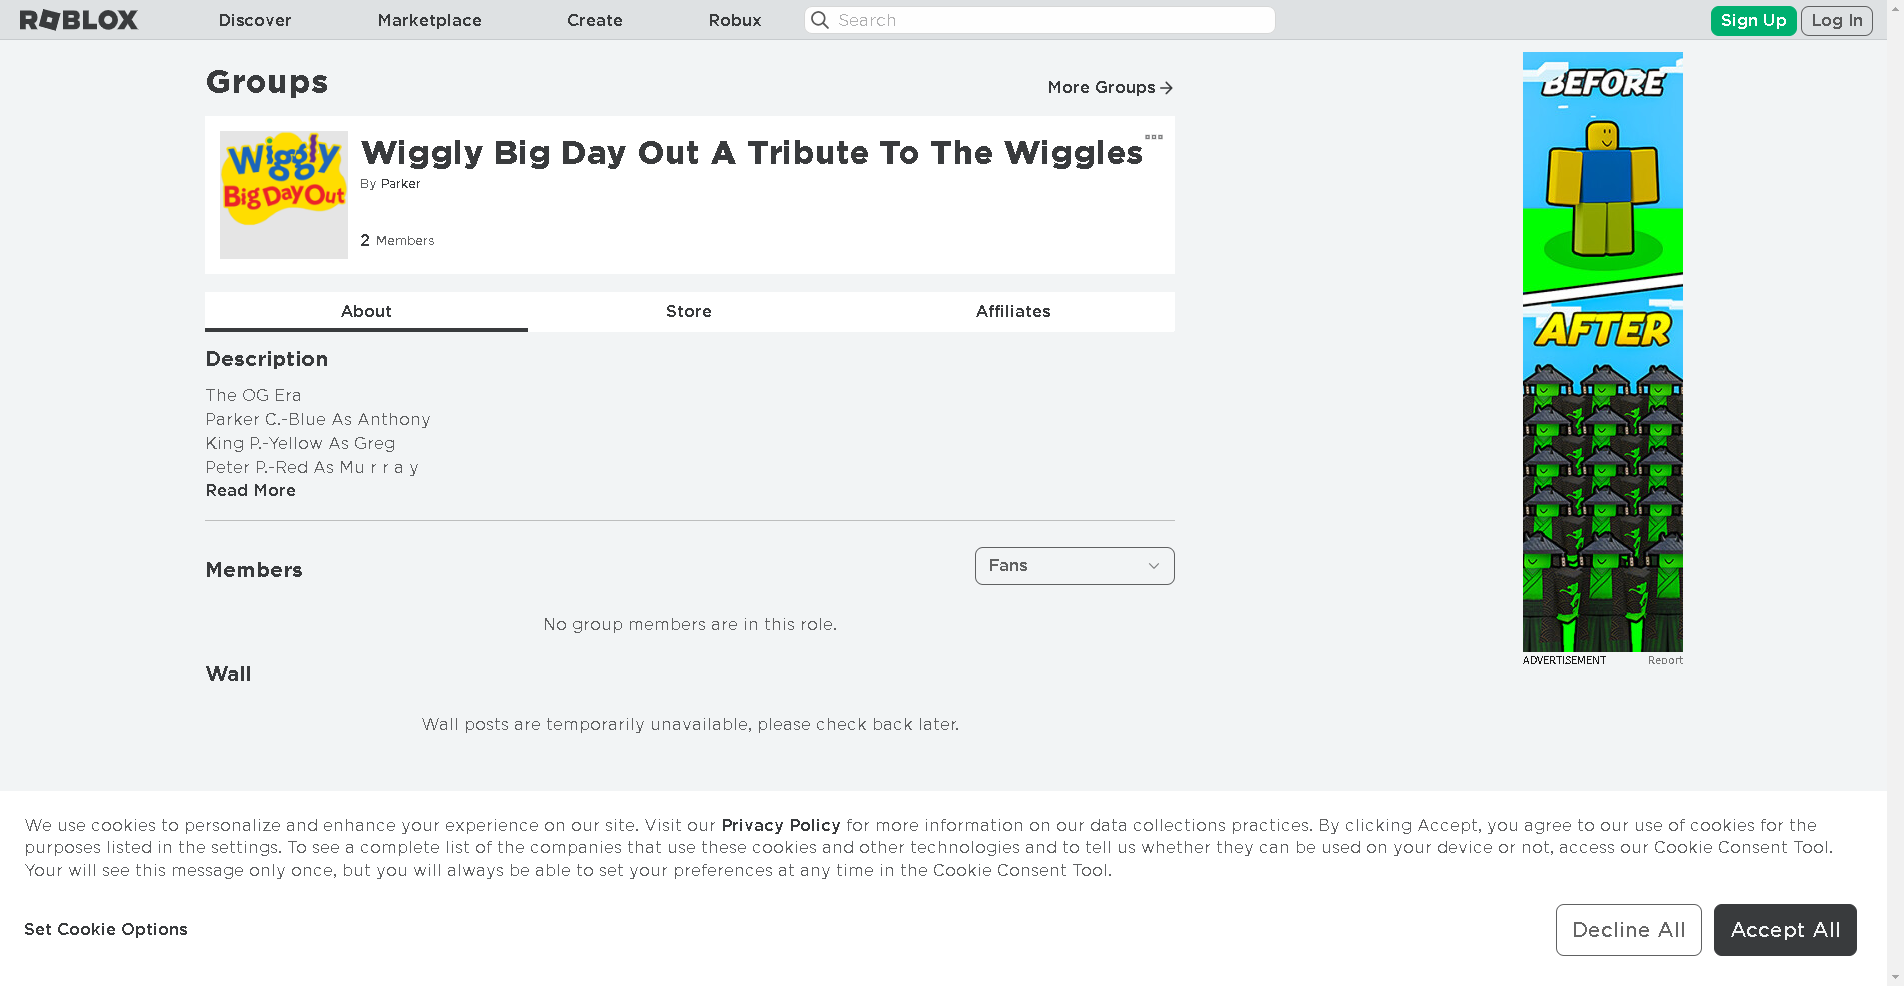 ROBLOX
Discover
Marketplace
Create
Robux
Search
Sign Up
Log In
Groups
More Groups
Wiggly
Big Day Out
Wiggly Big Day Out A Tribute To The Wiggles
By Parker
2 Members
About
Store
Affiliates
Description
The OG Era
Parker C.-Blue As Anthony
King P.-Yellow As Greg
Peter P.-Red As Mu r r a y
Read More
Members
Fans
No group members are in this role.
Wall
Wall posts are temporarily unavailable, please check back later.
BEFORE
AFTER
ADVERTISEMENT
Report
We use cookies to personalize and enhance your experience on our site. Visit our Privacy Policy for more information on our data collections practices. By clicking Accept, you agree to our use of cookies for the
purposes listed in the settings. To see a complete list of the companies that use these cookies and other technologies and to tell us whether they can be used on your device or not, access our Cookie Consent Tool.
Your will see this message only once, but you will always be able to set your preferences at any time in the Cookie Consent Tool.
Set Cookie Options
Decline All
Accept All